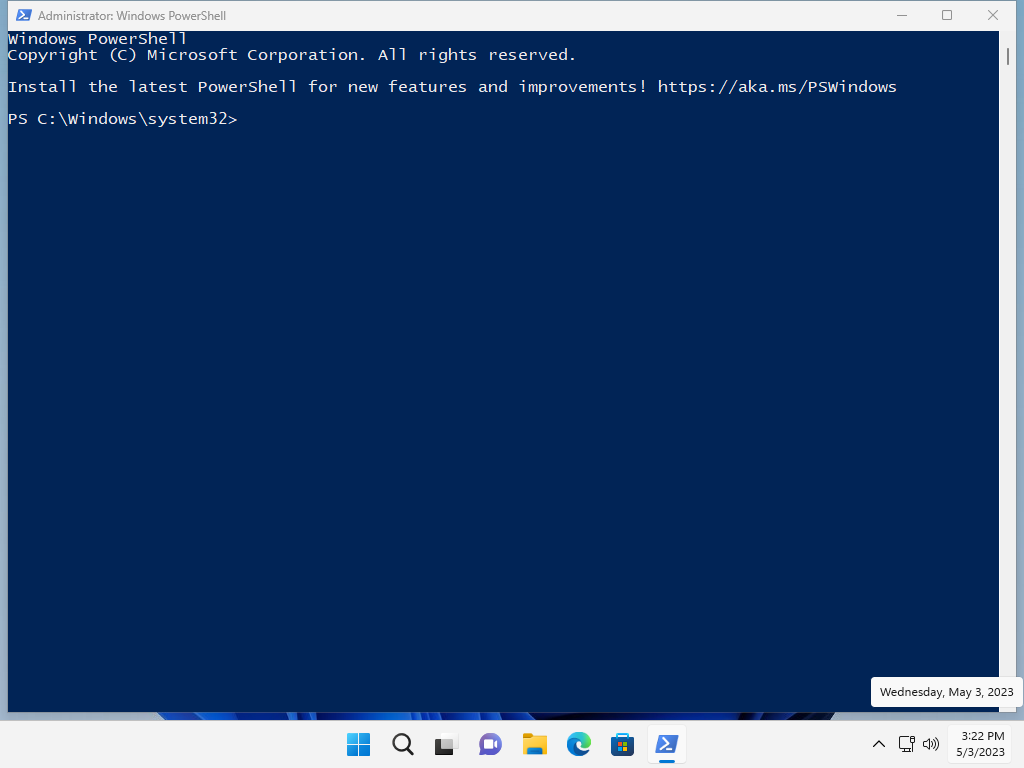 Administrator: Windows PowerShell
Windows PowerShell
Copyright (C) Microsoft Corporation. All rights reserved.
Install the latest PowerShell for new features and improvements! https://aka.ms/PSWindows
PS C:\Windows\system32>
Wednesday, May 3, 2023
3:22 PM
5/3/2023